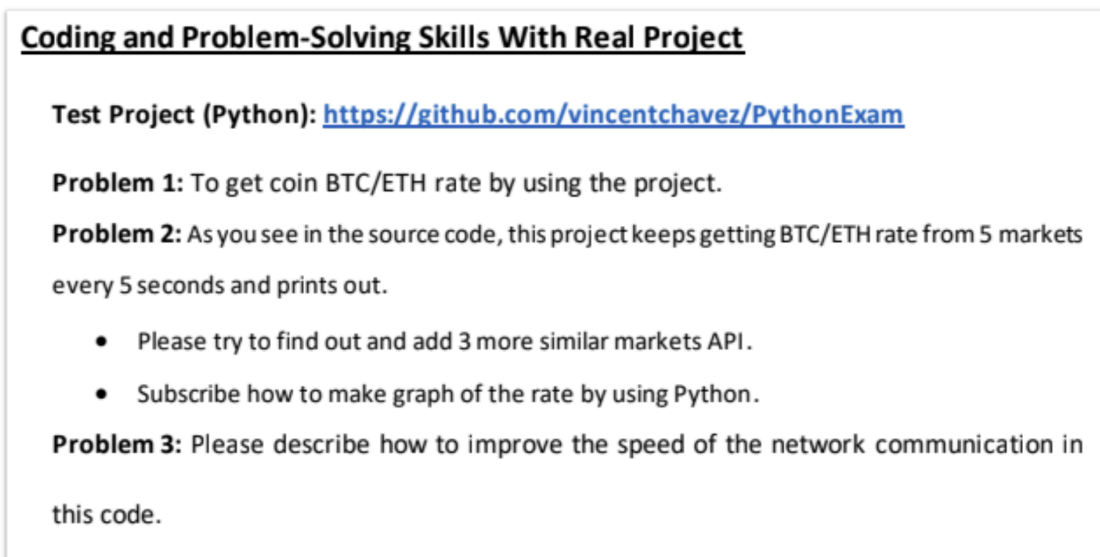 Coding and Problem-Solving Skills With Real Project
Test Project (Python): https://github.com/vincentchavez/PythonExam
Problem 1: To get coin BTC/ETH rate by using the project.
Problem 2: As you see in the source code, this project keeps getting BTC/ETH rate from 5 markets
every 5 seconds and prints out.
• Please try to find out and add 3 more similar markets API.
• Subscribe how to make graph of the rate by using Python.
Problem 3: Please describe how to improve the speed of the network communication in
this code.